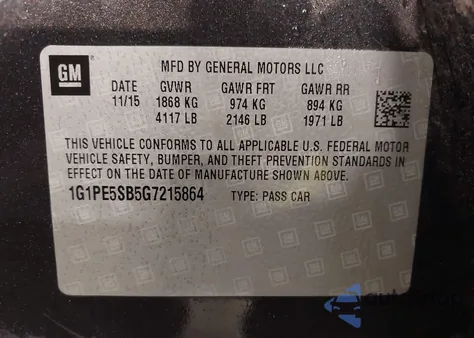 GM MFD BY GENERAL MOTORS LLC
DATE GVWR GAWR FRT GAWR RR
11/15 1868 KG 974 KG 894 KG
4117 LB 2146 LB 1971 LB
THIS VEHICLE CONFORMS TO ALL APPLICABLE U.S. FEDERAL MOTOR
VEHICLE SAFETY, BUMPER, AND THEFT PREVENTION STANDARDS IN
EFFECT ON THE DATE OF MANUFACTURE SHOWN ABOVE.
1G1PE5SB5G7215864 TYPE: PASS CAR